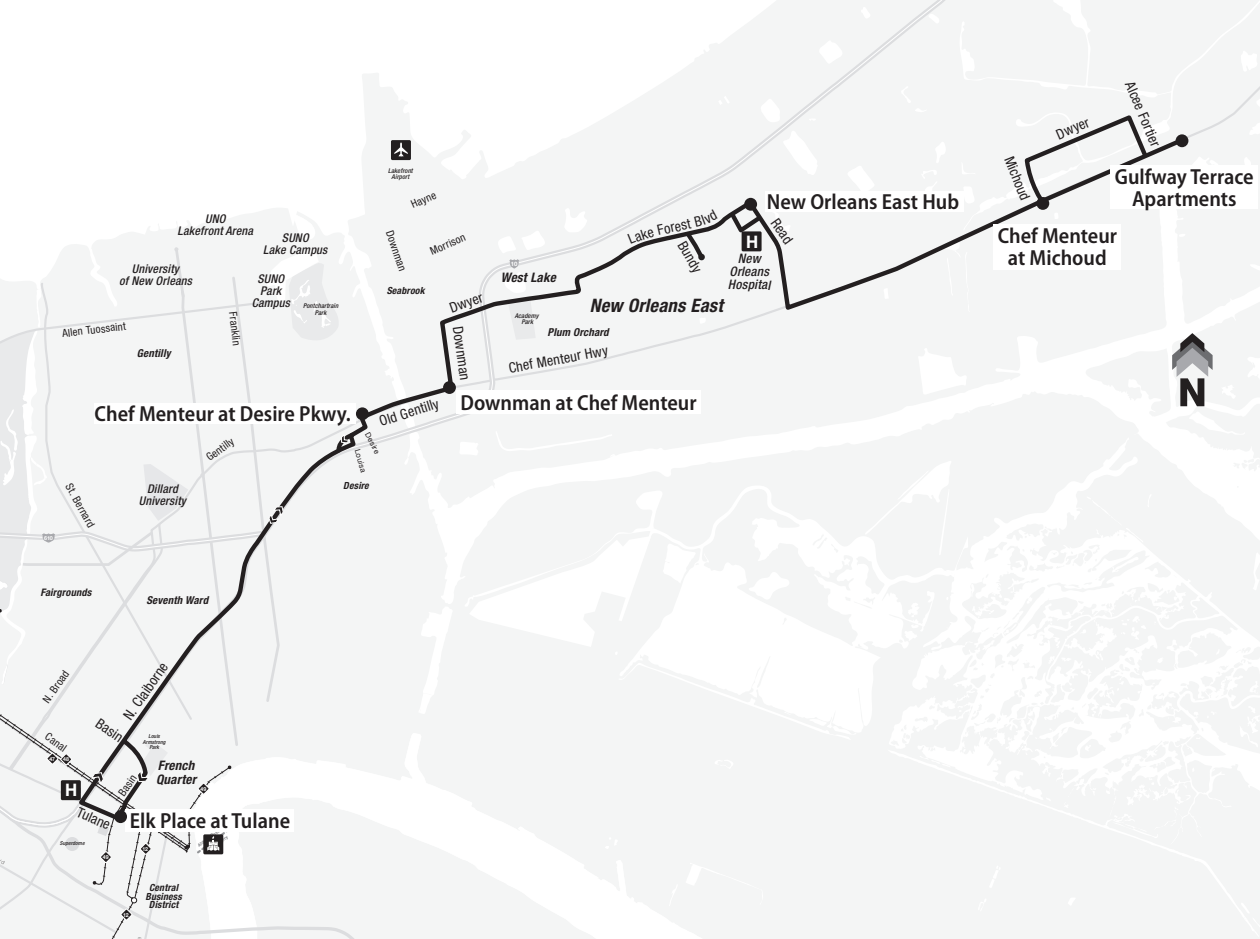 Alcee Fortier
Dwyer
Michoud
Gulfway Terrace
Apartments
Lakefront
Airport
H
New Orleans East Hub
Hayne
Lake Forest Blvd
Read
UNO
Lakefront Arena
SUNO
Lake Campus
Downman
Morrison
Bundy
H
New
Orleans
Hospital
Chef Menteur
at Michoud
University
of New Orleans
SUNO
Park
Campus
Pontchartrain
Park
Seabrook
West Lake
Dwyer
New Orleans East
Academy
Park
Plum Orchard
Allen Tuossaint
Franklin
Gentilly
Downman
Chef Menteur Hwy
N
Chef Menteur at Desire Pkwy.
Old Gentilly
Downman at Chef Menteur
Gentilly
Desire
Louisa
Desire
St. Bernard
Dillard
University
Fairgrounds
Seventh Ward
N. Broad
N. Claiborne
Basin
Louis
Armstrong
Park
Canal
French
Quarter
Basin
Tulane
Elk Place at Tulane
Superdome
Central
Business
District